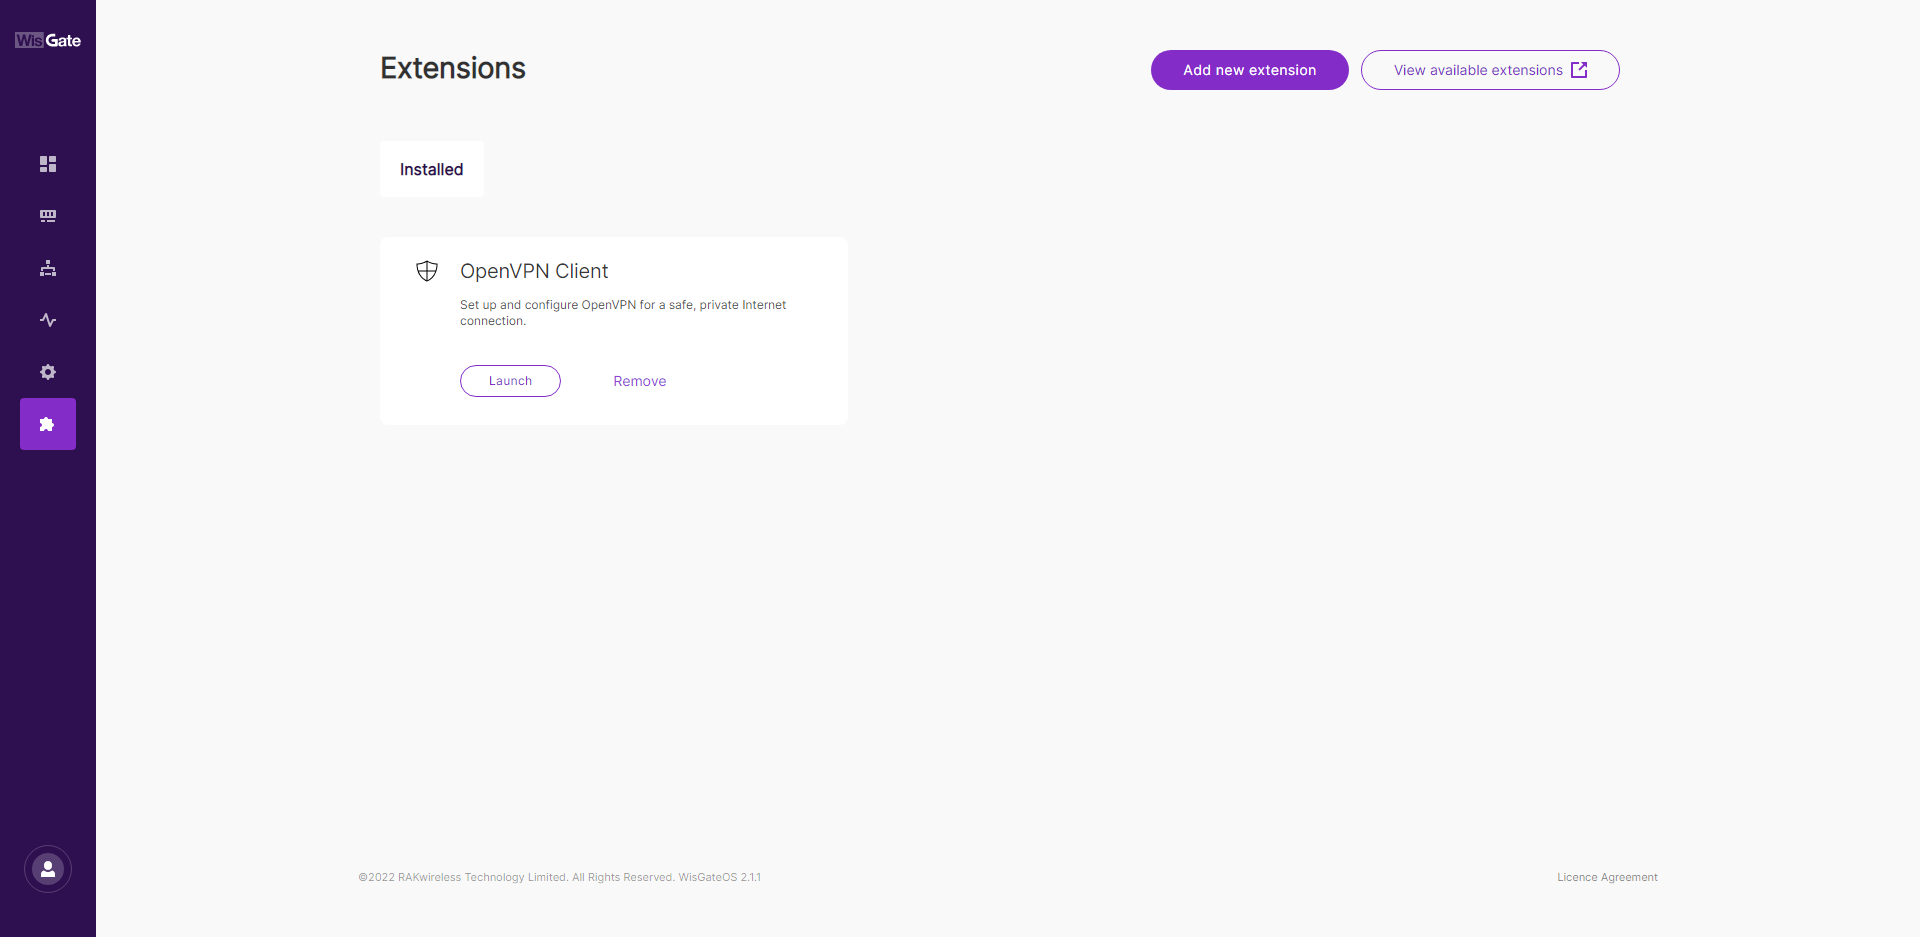 WisGate
Extensions
Add new extension
View available extensions
Installed
OpenVPN Client
Set up and configure OpenVPN for a safe, private Internet
connection.
Launch
Remove
©2022 RAKwireless Technology Limited. All Rights Reserved. WisGateOS 2.1.1
Licence Agreement